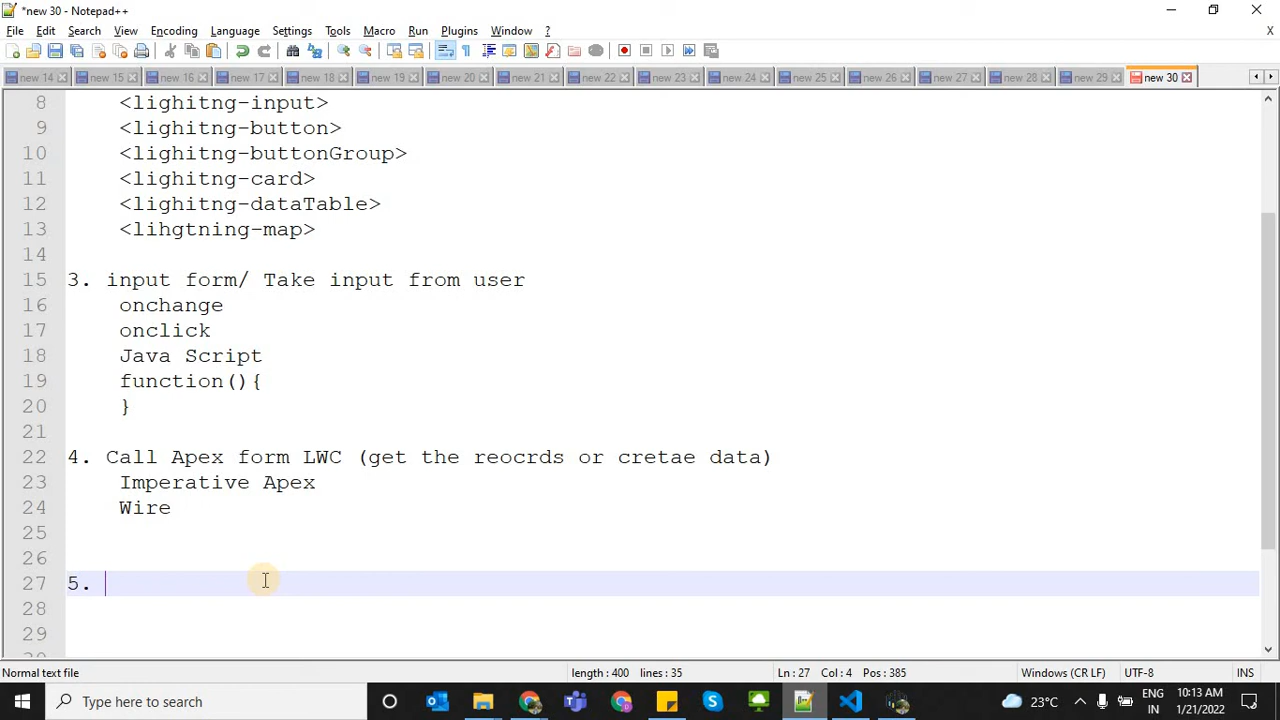 *new 30 - Notepad++
File Edit Search View Encoding Language Settings Tools Macro Run Plugins Window ?
X
new 14 new 15 new 16 new 17 new 18 new 19 new 20 new 21 new 22 new 23 new 24 new 25 new 26 new 27 new 28 new 29 new 30
8 <lighitng-input>
9 <lighitng-button>
10 <lighitng-buttonGroup>
11 <lighitng-card>
12 <lighitng-dataTable>
13 <lihgtning-map>
14
15 3. input form/ Take input from user
16 onchange
17 onclick
18 Java Script
19 function(){
20 }
21
22 4. Call Apex form LWC (get the reocrds or cretae data)
23 Imperative Apex
24 Wire
25
26
27 5.
28
29
Normal text file length : 400 lines : 35 Ln : 27 Col : 4 Pos : 385 Windows (CR LF) UTF-8 INS
Type here to search 23°C ENG IN 10:13 AM 1/21/2022